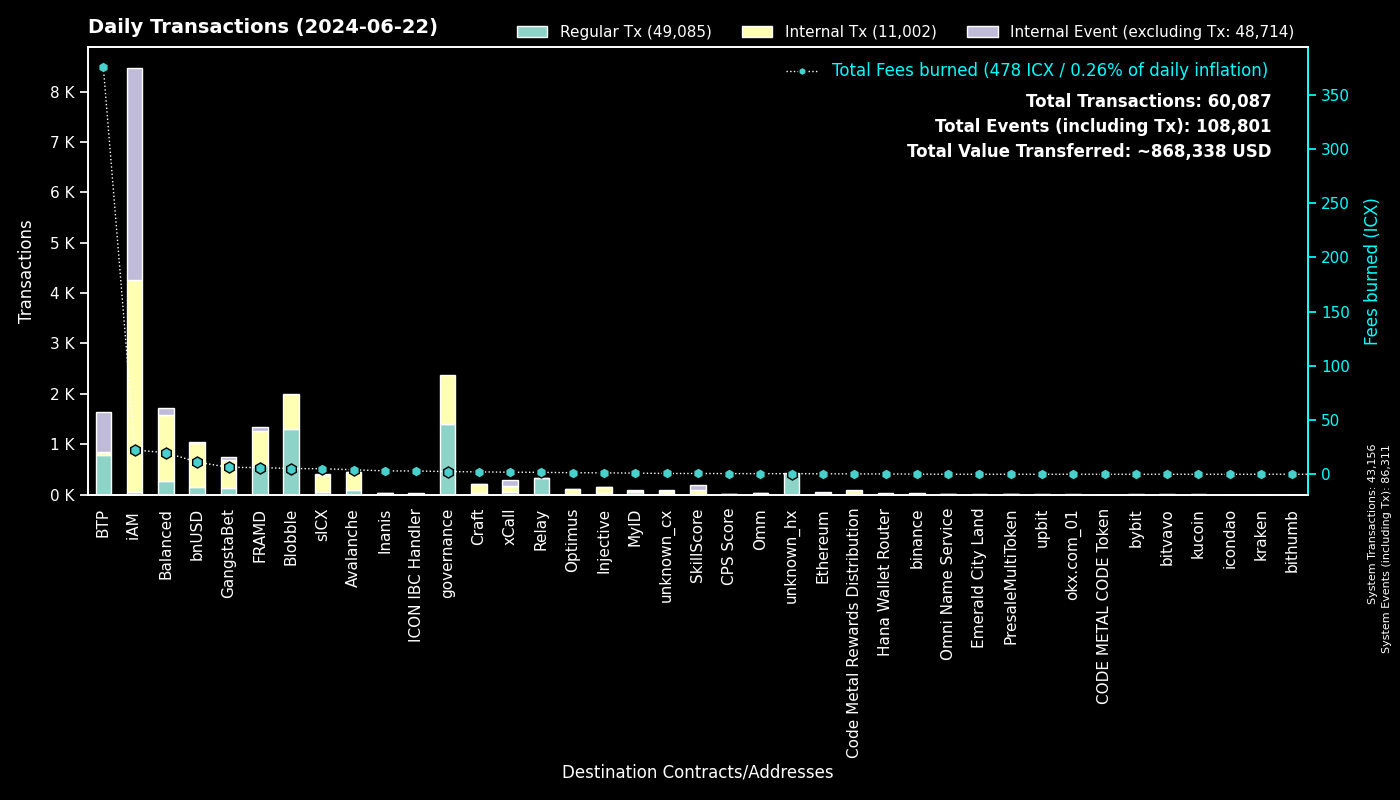 Daily Transactions (2024-06-22)
Regular Tx (49,085)
Internal Tx (11,002)
Internal Event (excluding Tx: 48,714)
Total Fees burned (478 ICX / 0.26% of daily inflation)
Total Transactions: 60,087
Total Events (including Tx): 108,801
Total Value Transferred: ~868,338 USD
Transactions
8 K
7 K
6 K
5 K
4 K
3 K
2 K
1 K
0 K
350
300
250
200
150
100
50
0
Fees burned (ICX)
System Transactions: 43,156
System Events (including Tx): 86,311
BTP
iAM
Balanced
bnUSD
GangstaBet
FRAMD
Blobble
sICX
Avalanche
Inanis
ICON IBC Handler
governance
Craft
xCall
Relay
Optimus
Injective
MyID
unknown_cx
SkillScore
CPS Score
Omm
unknown_hx
Ethereum
Code Metal Rewards Distribution
Hana Wallet Router
binance
Omni Name Service
Emerald City Land
PresaleMultiToken
upbit
okx.com_01
CODE METAL CODE Token
bybit
bitvavo
kucoin
icondao
kraken
bithumb
Destination Contracts/Addresses